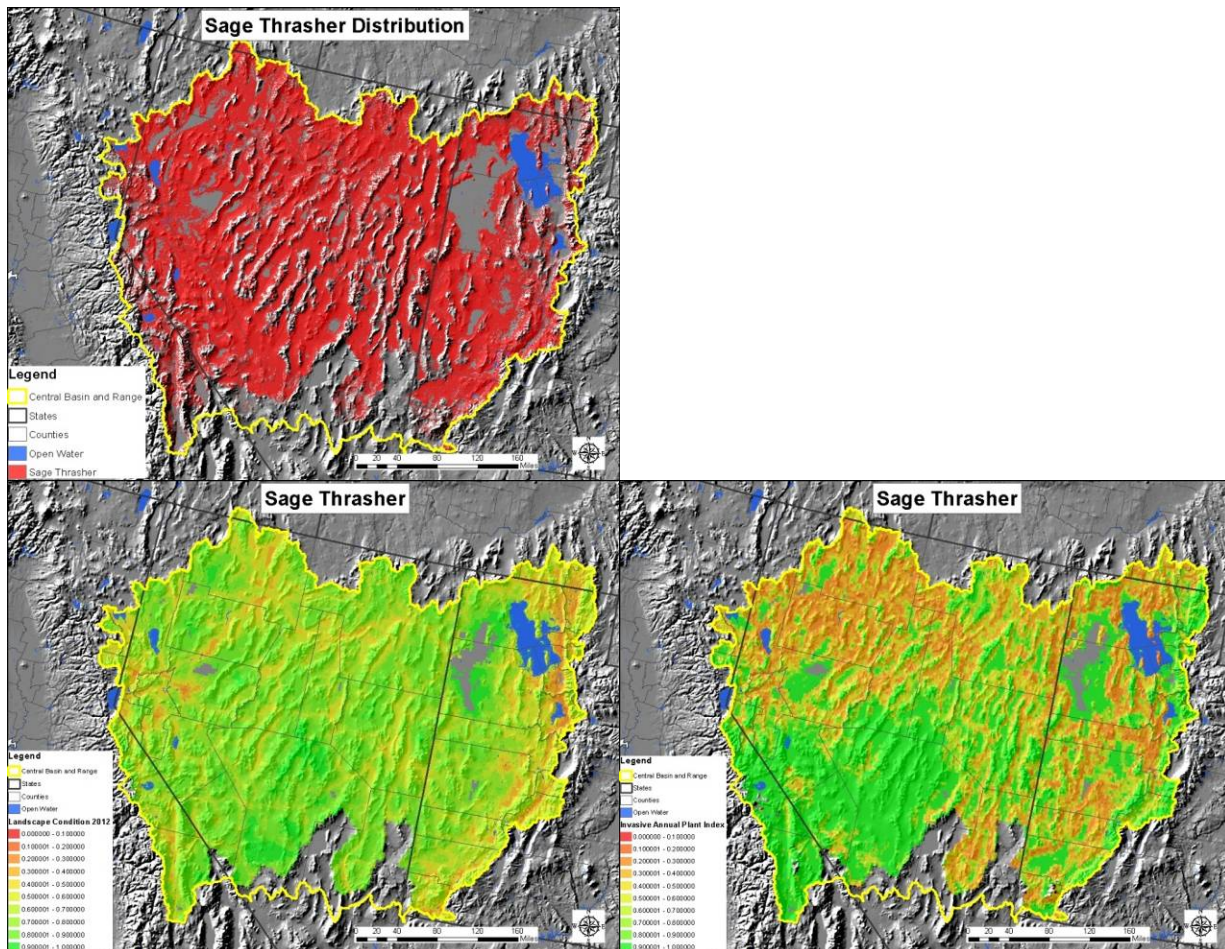 Sage Thrasher Distribution
Legend
Central Basin and Range
States
Counties
Open Water
Sage Thrasher
0 20 40 80 120 160
Miles
Sage Thrasher
Legend
Central Basin and Range
States
Counties
Open Water
Landscape Condition 2012
0.000000 - 0.100000
0.100001 - 0.200000
0.200001 - 0.300000
0.300001 - 0.400000
0.400001 - 0.500000
0.500001 - 0.600000
0.600001 - 0.700000
0.700001 - 0.800000
0.800001 - 0.900000
0.900001 - 1.000000
0 20 40 80 120 160
Miles
Sage Thrasher
Legend
Central Basin and Range
States
Counties
Open Water
Invasive Annual Plant Index
0.000000 - 0.100000
0.100001 - 0.200000
0.200001 - 0.300000
0.300001 - 0.400000
0.400001 - 0.500000
0.500001 - 0.600000
0.600001 - 0.700000
0.700001 - 0.800000
0.800001 - 0.900000
0.900001 - 1.000000
0 20 40 80 120 160
Miles